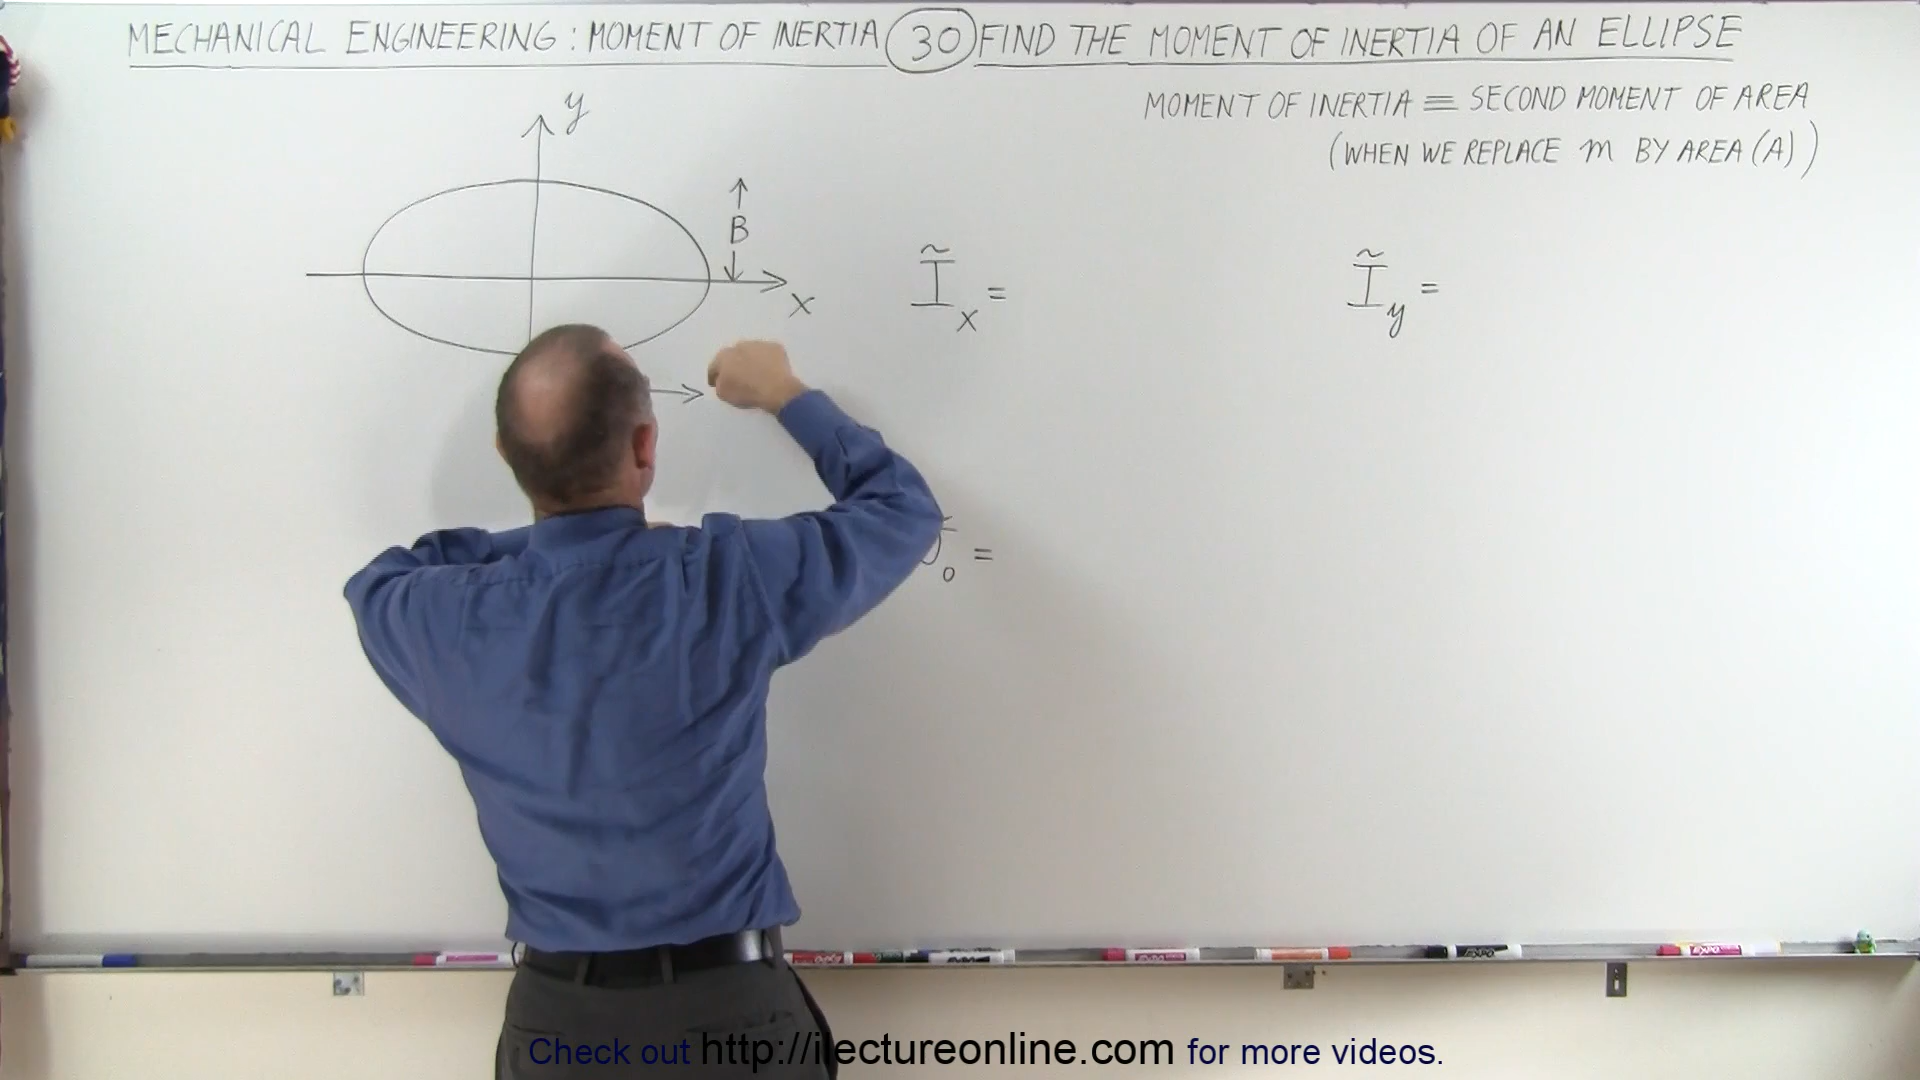 MECHANICAL ENGINEERING: MOMENT OF INERTIA 30 FIND THE MOMENT OF INERTIA OF AN ELLIPSE
MOMENT OF INERTIA ≡ SECOND MOMENT OF AREA
(WHEN WE REPLACE m BY AREA (A))
y
B
x
Ĩx =
Ĩy =
J̃o =
Check out http://ilectureonline.com for more videos.